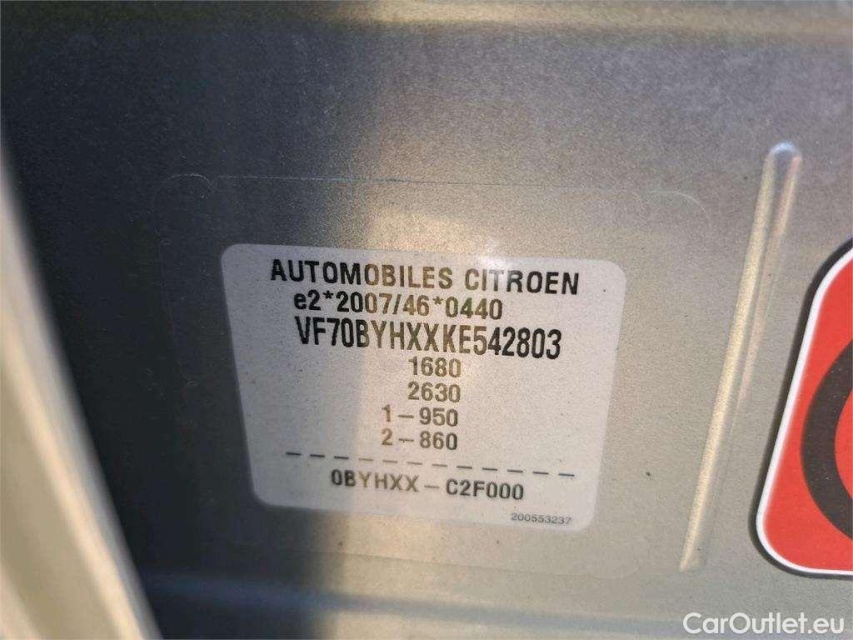 AUTOMOBILES CITROEN
e2*2007/46*0440
VF70BYHXXKE542803
1680
2630
1-950
2-860
0BYHXX-C2F000
200553237
CarOutlet.eu